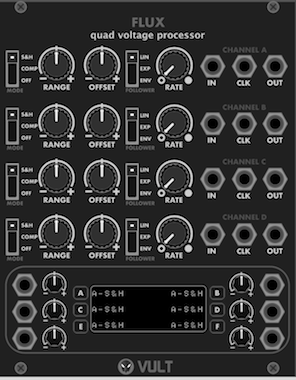 FLUX
quad voltage processor
CHANNEL A
S&H
COMP
OFF
MODE
RANGE
OFFSET
LIN
EXP
ENV
FOLLOWER
RATE
IN CLK OUT
CHANNEL B
S&H
COMP
OFF
MODE
RANGE
OFFSET
LIN
EXP
ENV
FOLLOWER
RATE
IN CLK OUT
CHANNEL C
S&H
COMP
OFF
MODE
RANGE
OFFSET
LIN
EXP
ENV
FOLLOWER
RATE
IN CLK OUT
CHANNEL D
S&H
COMP
OFF
MODE
RANGE
OFFSET
LIN
EXP
ENV
FOLLOWER
RATE
IN CLK OUT
A A-S&H A-S&H B
C A-S&H A-S&H D
E A-S&H A-S&H F
VULT